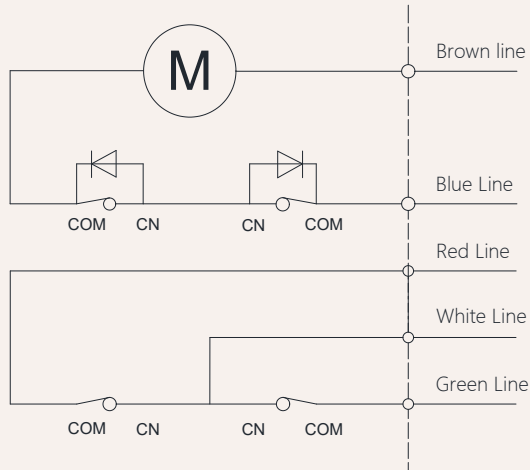 M
Brown line
Blue Line
COM CN CN COM
Red Line
White Line
Green Line
COM CN CN COM